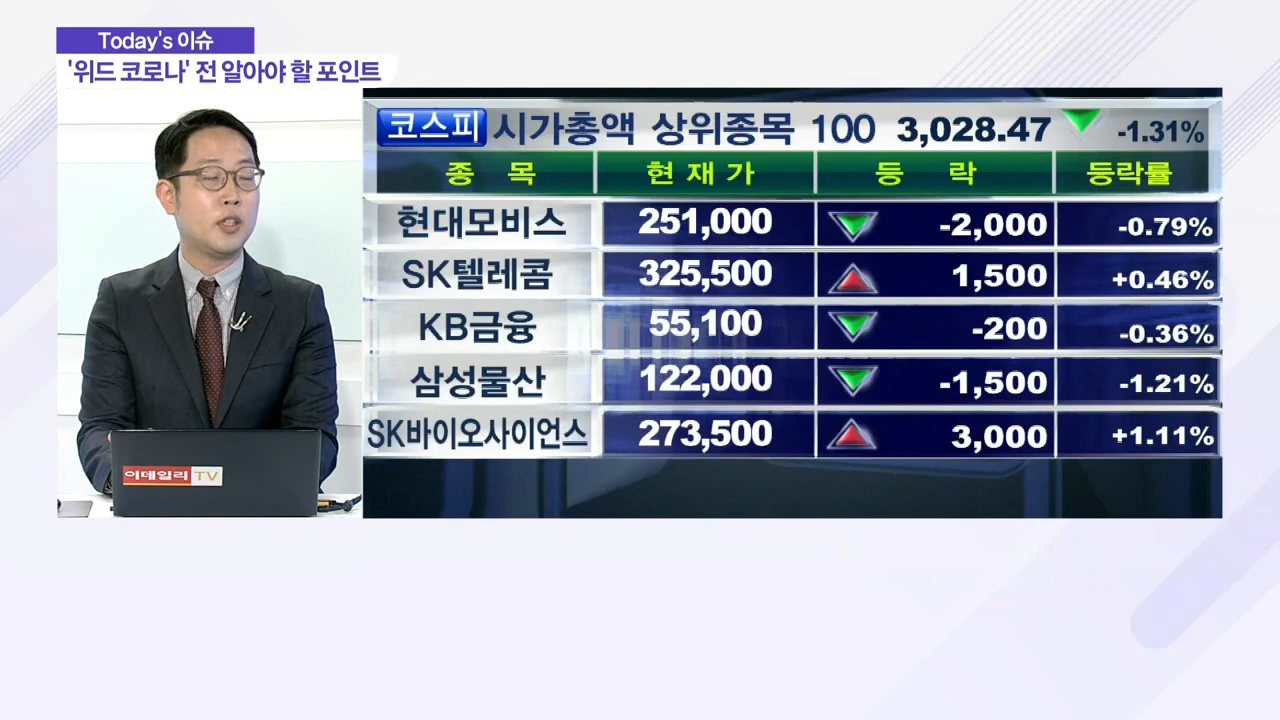 Today's 이슈
'위드 코로나' 전 알아야 할 포인트
코스피 시가총액 상위종목 100 3,028.47 -1.31%
종 목 현 재 가 등 락 등락률
현대모비스 251,000 -2,000 -0.79%
SK텔레콤 325,500 1,500 +0.46%
KB금융 55,100 -200 -0.36%
삼성물산 122,000 -1,500 -1.21%
SK바이오사이언스 273,500 3,000 +1.11%
이데일리 TV